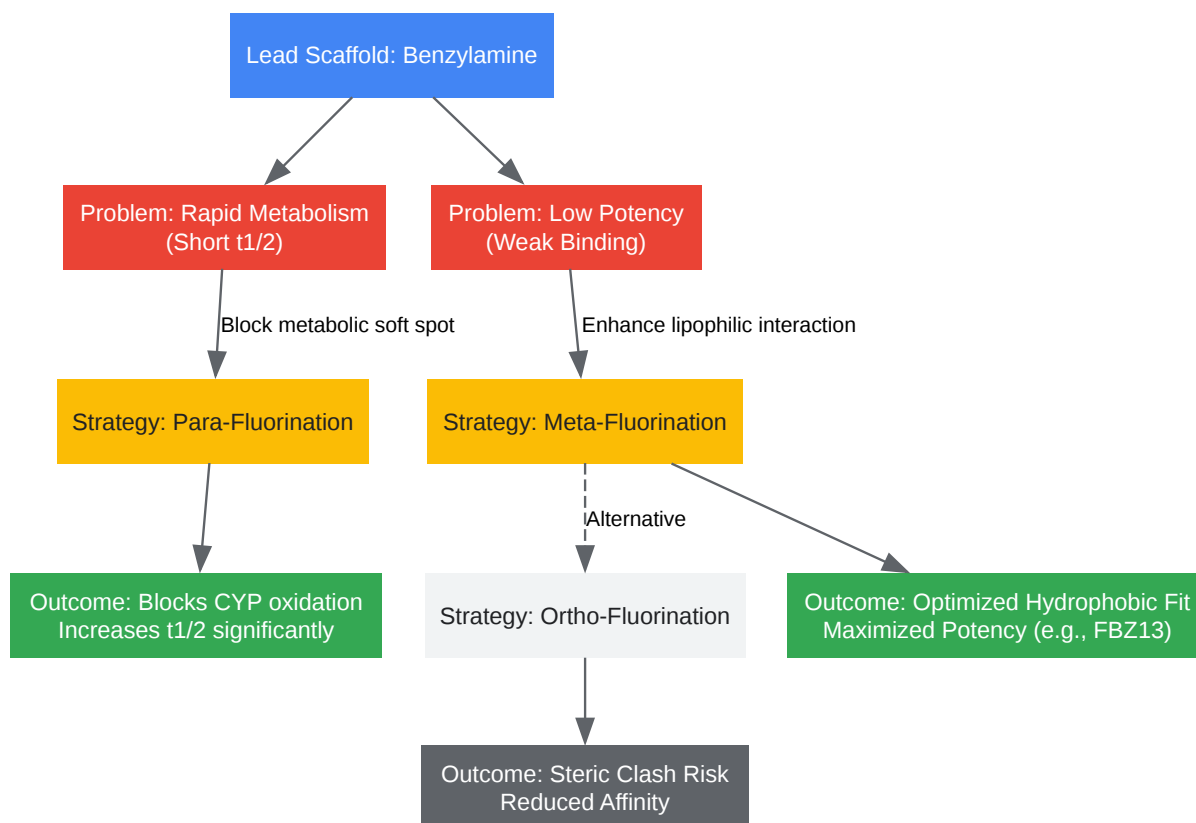 Lead Scaffold: Benzylamine
Problem: Rapid Metabolism
(Short t1/2)
Problem: Low Potency
(Weak Binding)
Block metabolic soft spot
Enhance lipophilic interaction
Strategy: Para-Fluorination
Strategy: Meta-Fluorination
Alternative
Outcome: Blocks CYP oxidation
Increases t1/2 significantly
Strategy: Ortho-Fluorination
Outcome: Optimized Hydrophobic Fit
Maximized Potency (e.g., FBZ13)
Outcome: Steric Clash Risk
Reduced Affinity